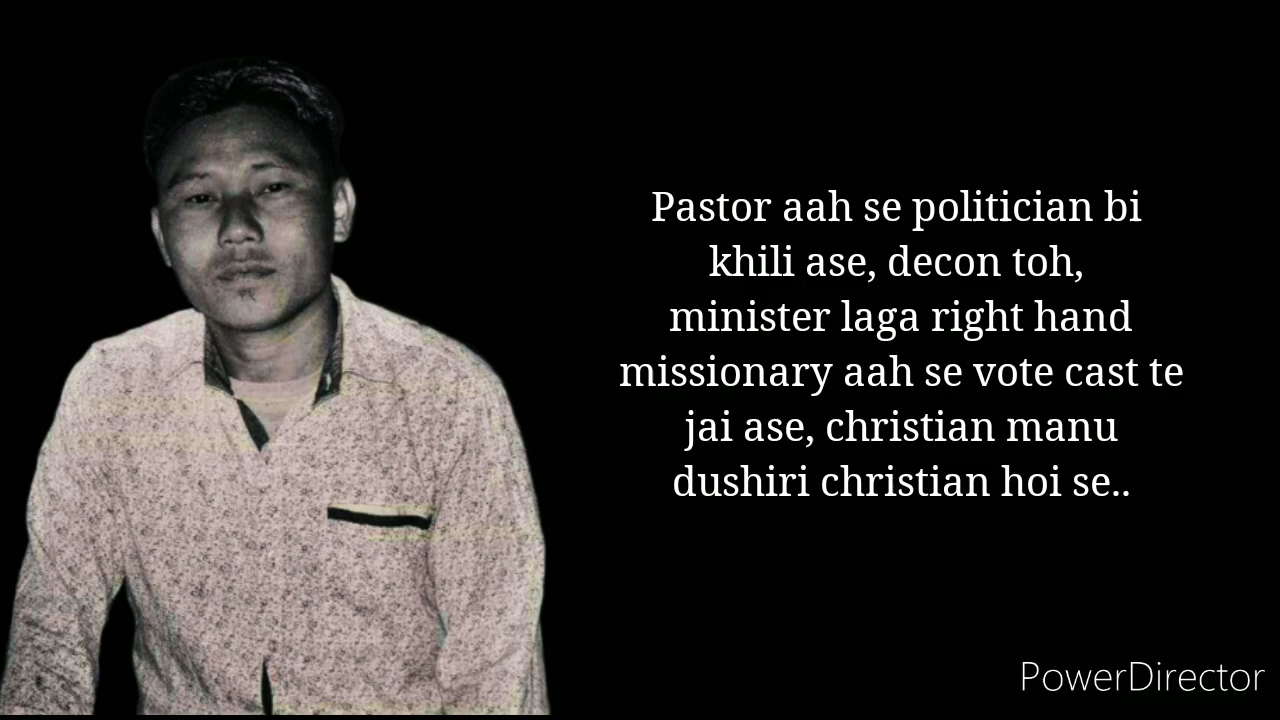 Pastor aah se politician bi
khili ase, decon toh,
minister laga right hand
missionary aah se vote cast te
jai ase, christian manu
dushiri christian hoi se..
PowerDirector